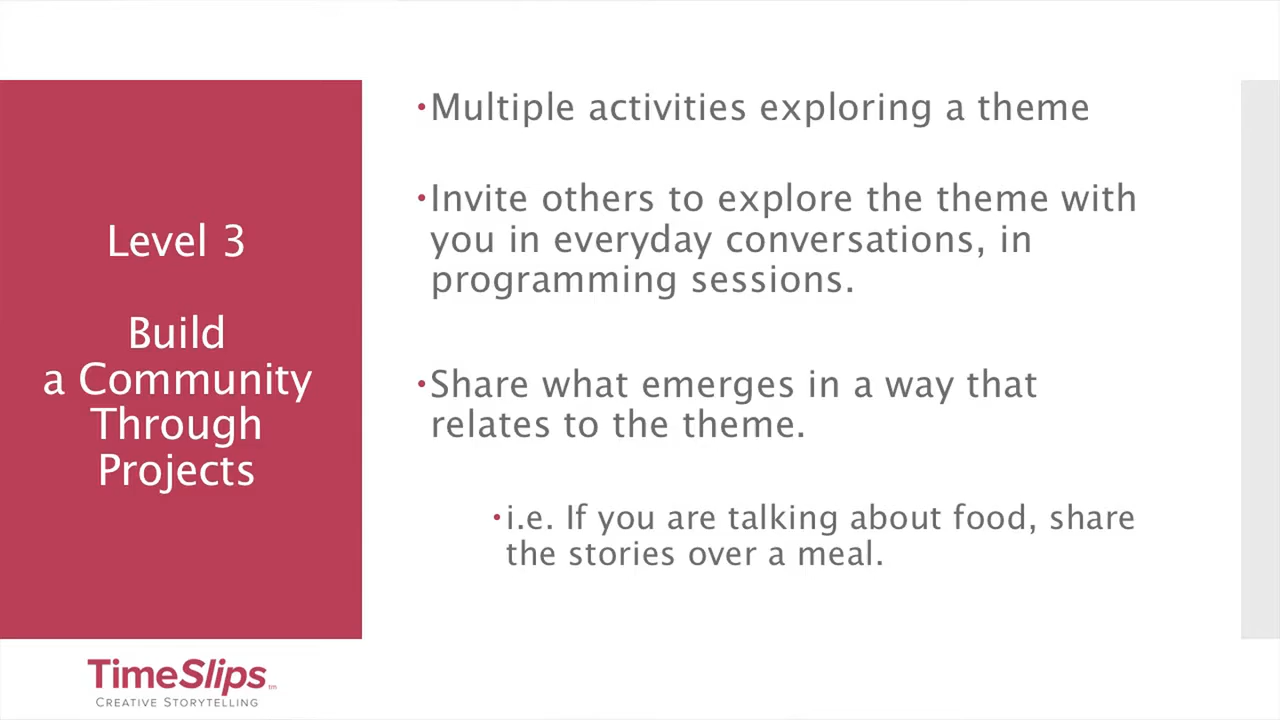 Level 3
Build
a Community
Through
Projects
•Multiple activities exploring a theme
•Invite others to explore the theme with
you in everyday conversations, in
programming sessions.
•Share what emerges in a way that
relates to the theme.
•i.e. If you are talking about food, share
the stories over a meal.
TimeSlips™
CREATIVE STORYTELLING